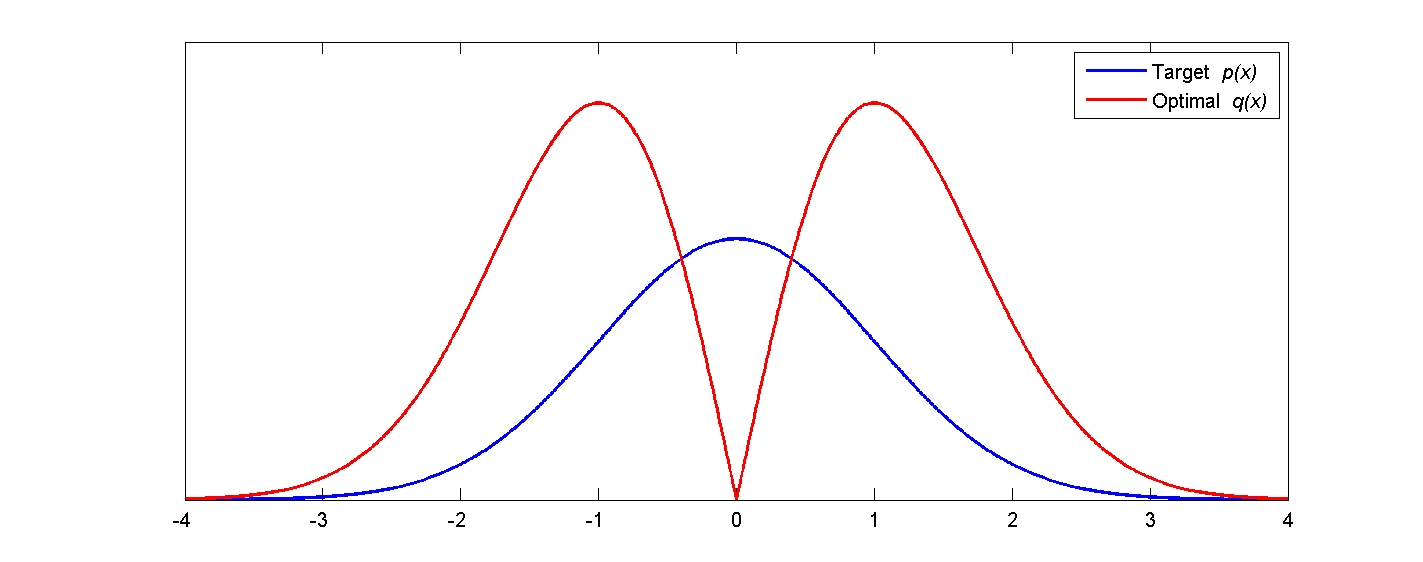 Target p(x)
Optimal q(x)
-4 -3 -2 -1 0 1 2 3 4